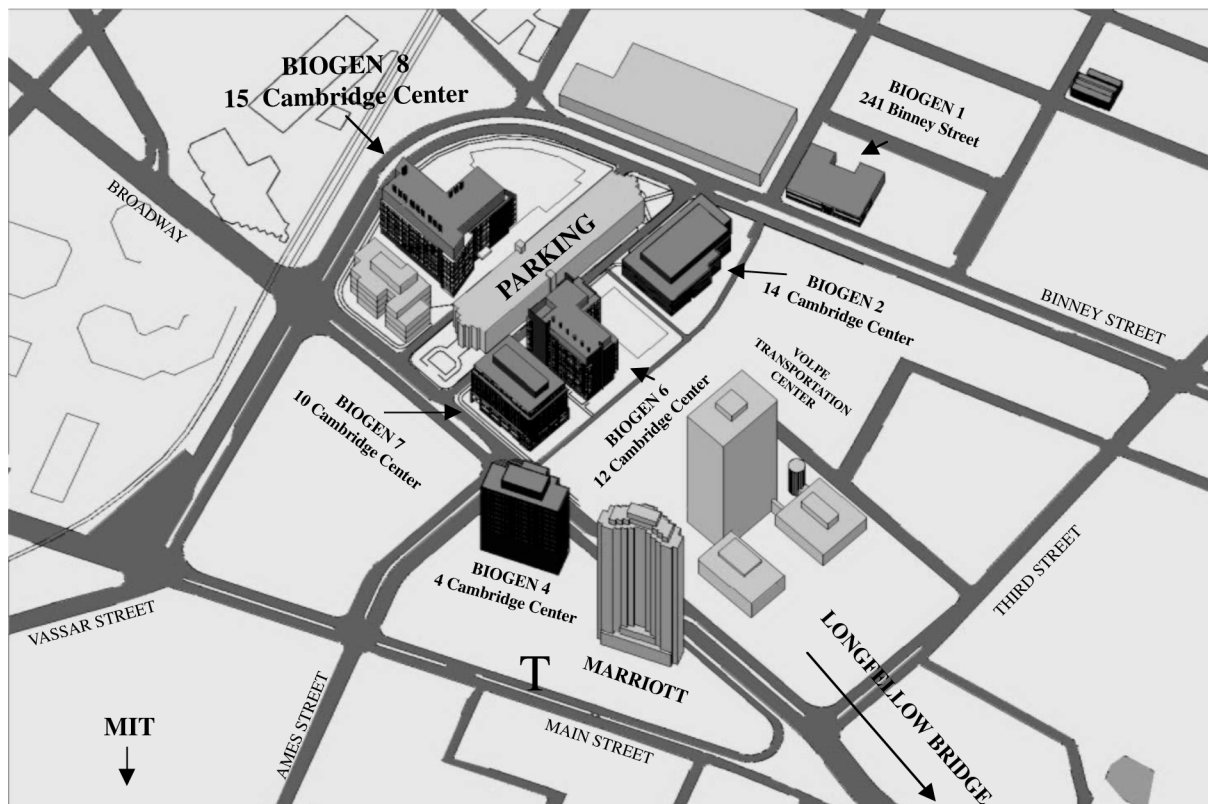 BIOGEN 8
15 Cambridge Center
BIOGEN 1
241 Binney Street
BROADWAY
PARKING
BIOGEN 2
14 Cambridge Center
BINNEY STREET
VOLPE
TRANSPORTATION
CENTER
BIOGEN 7
10 Cambridge Center
BIOGEN 6
12 Cambridge Center
BIOGEN 4
4 Cambridge Center
THIRD STREET
VASSAR STREET
LONGFELLOW BRIDGE
T
MARRIOTT
MIT
AMES STREET
MAIN STREET